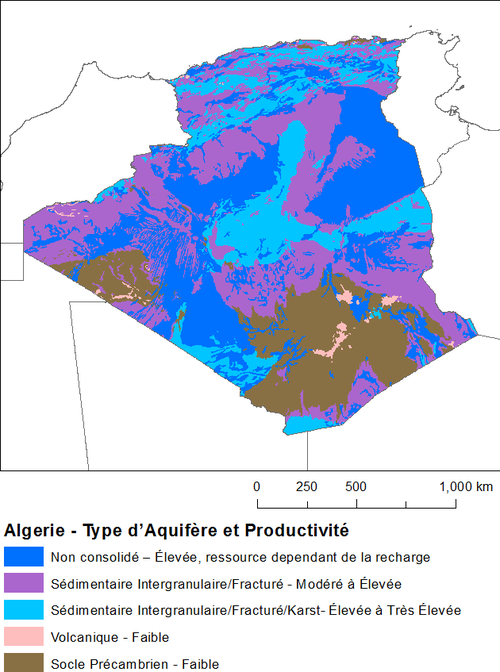 0 250 500 1,000 km
Algerie - Type d'Aquifère et Productivité
Non consolidé – Élevée, ressource dependant de la recharge
Sédimentaire Intergranulaire/Fracturé - Modéré à Élevée
Sédimentaire Intergranulaire/Fracturé/Karst- Élevée à Très Élevée
Volcanique - Faible
Socle Précambrien - Faible